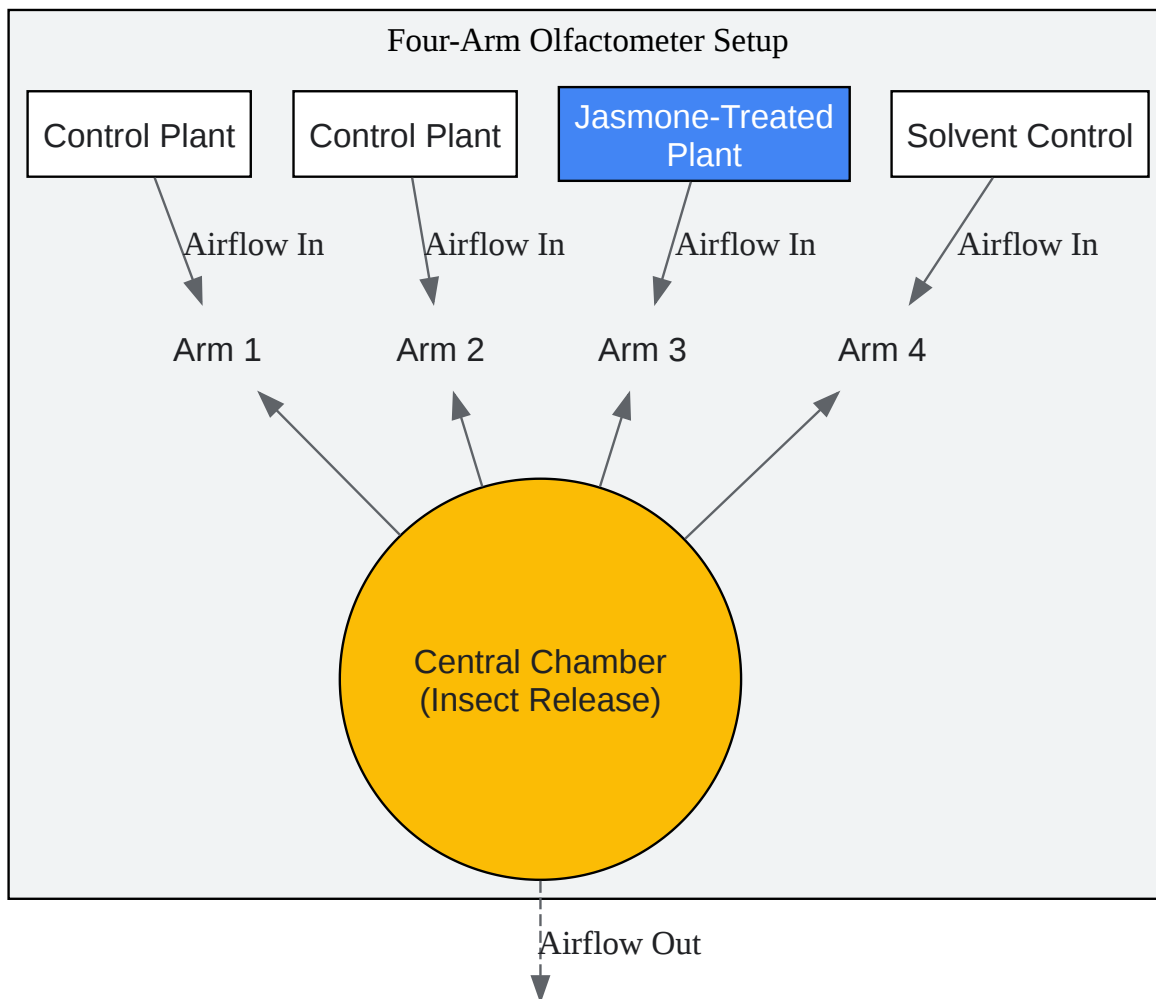 Four-Arm Olfactometer Setup
Control Plant
Control Plant
Jasmone-Treated
Plant
Solvent Control
Airflow In
Airflow In
Airflow In
Airflow In
Arm 1
Arm 2
Arm 3
Arm 4
Central Chamber
(Insect Release)
Airflow Out